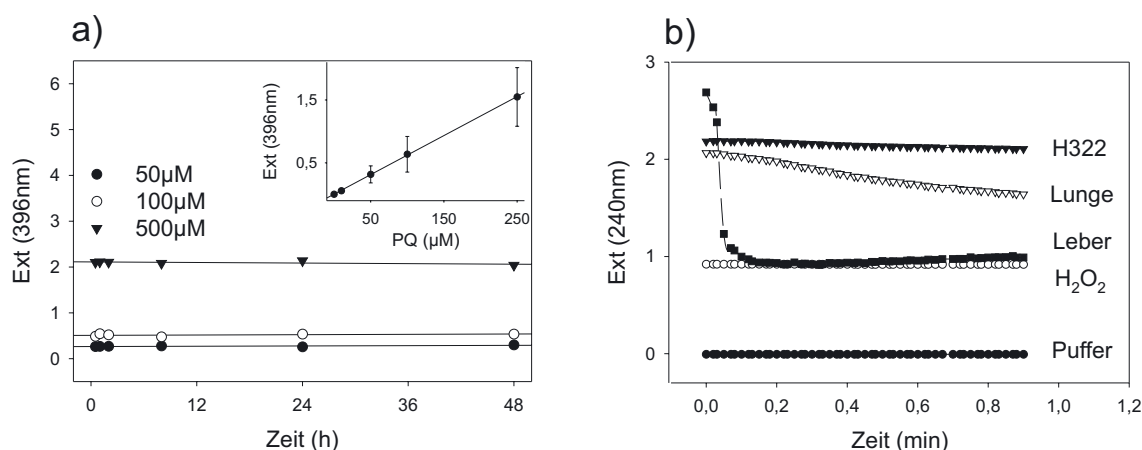 a)
Ext (396nm)
6
5
4
3
2
1
0
50µM
100µM
500µM
0 12 24 36 48
Zeit (h)
Ext (396nm)
1,5
0,5
50 150 250
PQ (µM)
b)
Ext (240nm)
3
2
1
0
H322
Lunge
Leber
H₂O₂
Puffer
0,0 0,2 0,4 0,6 0,8 1,0 1,2
Zeit (min)